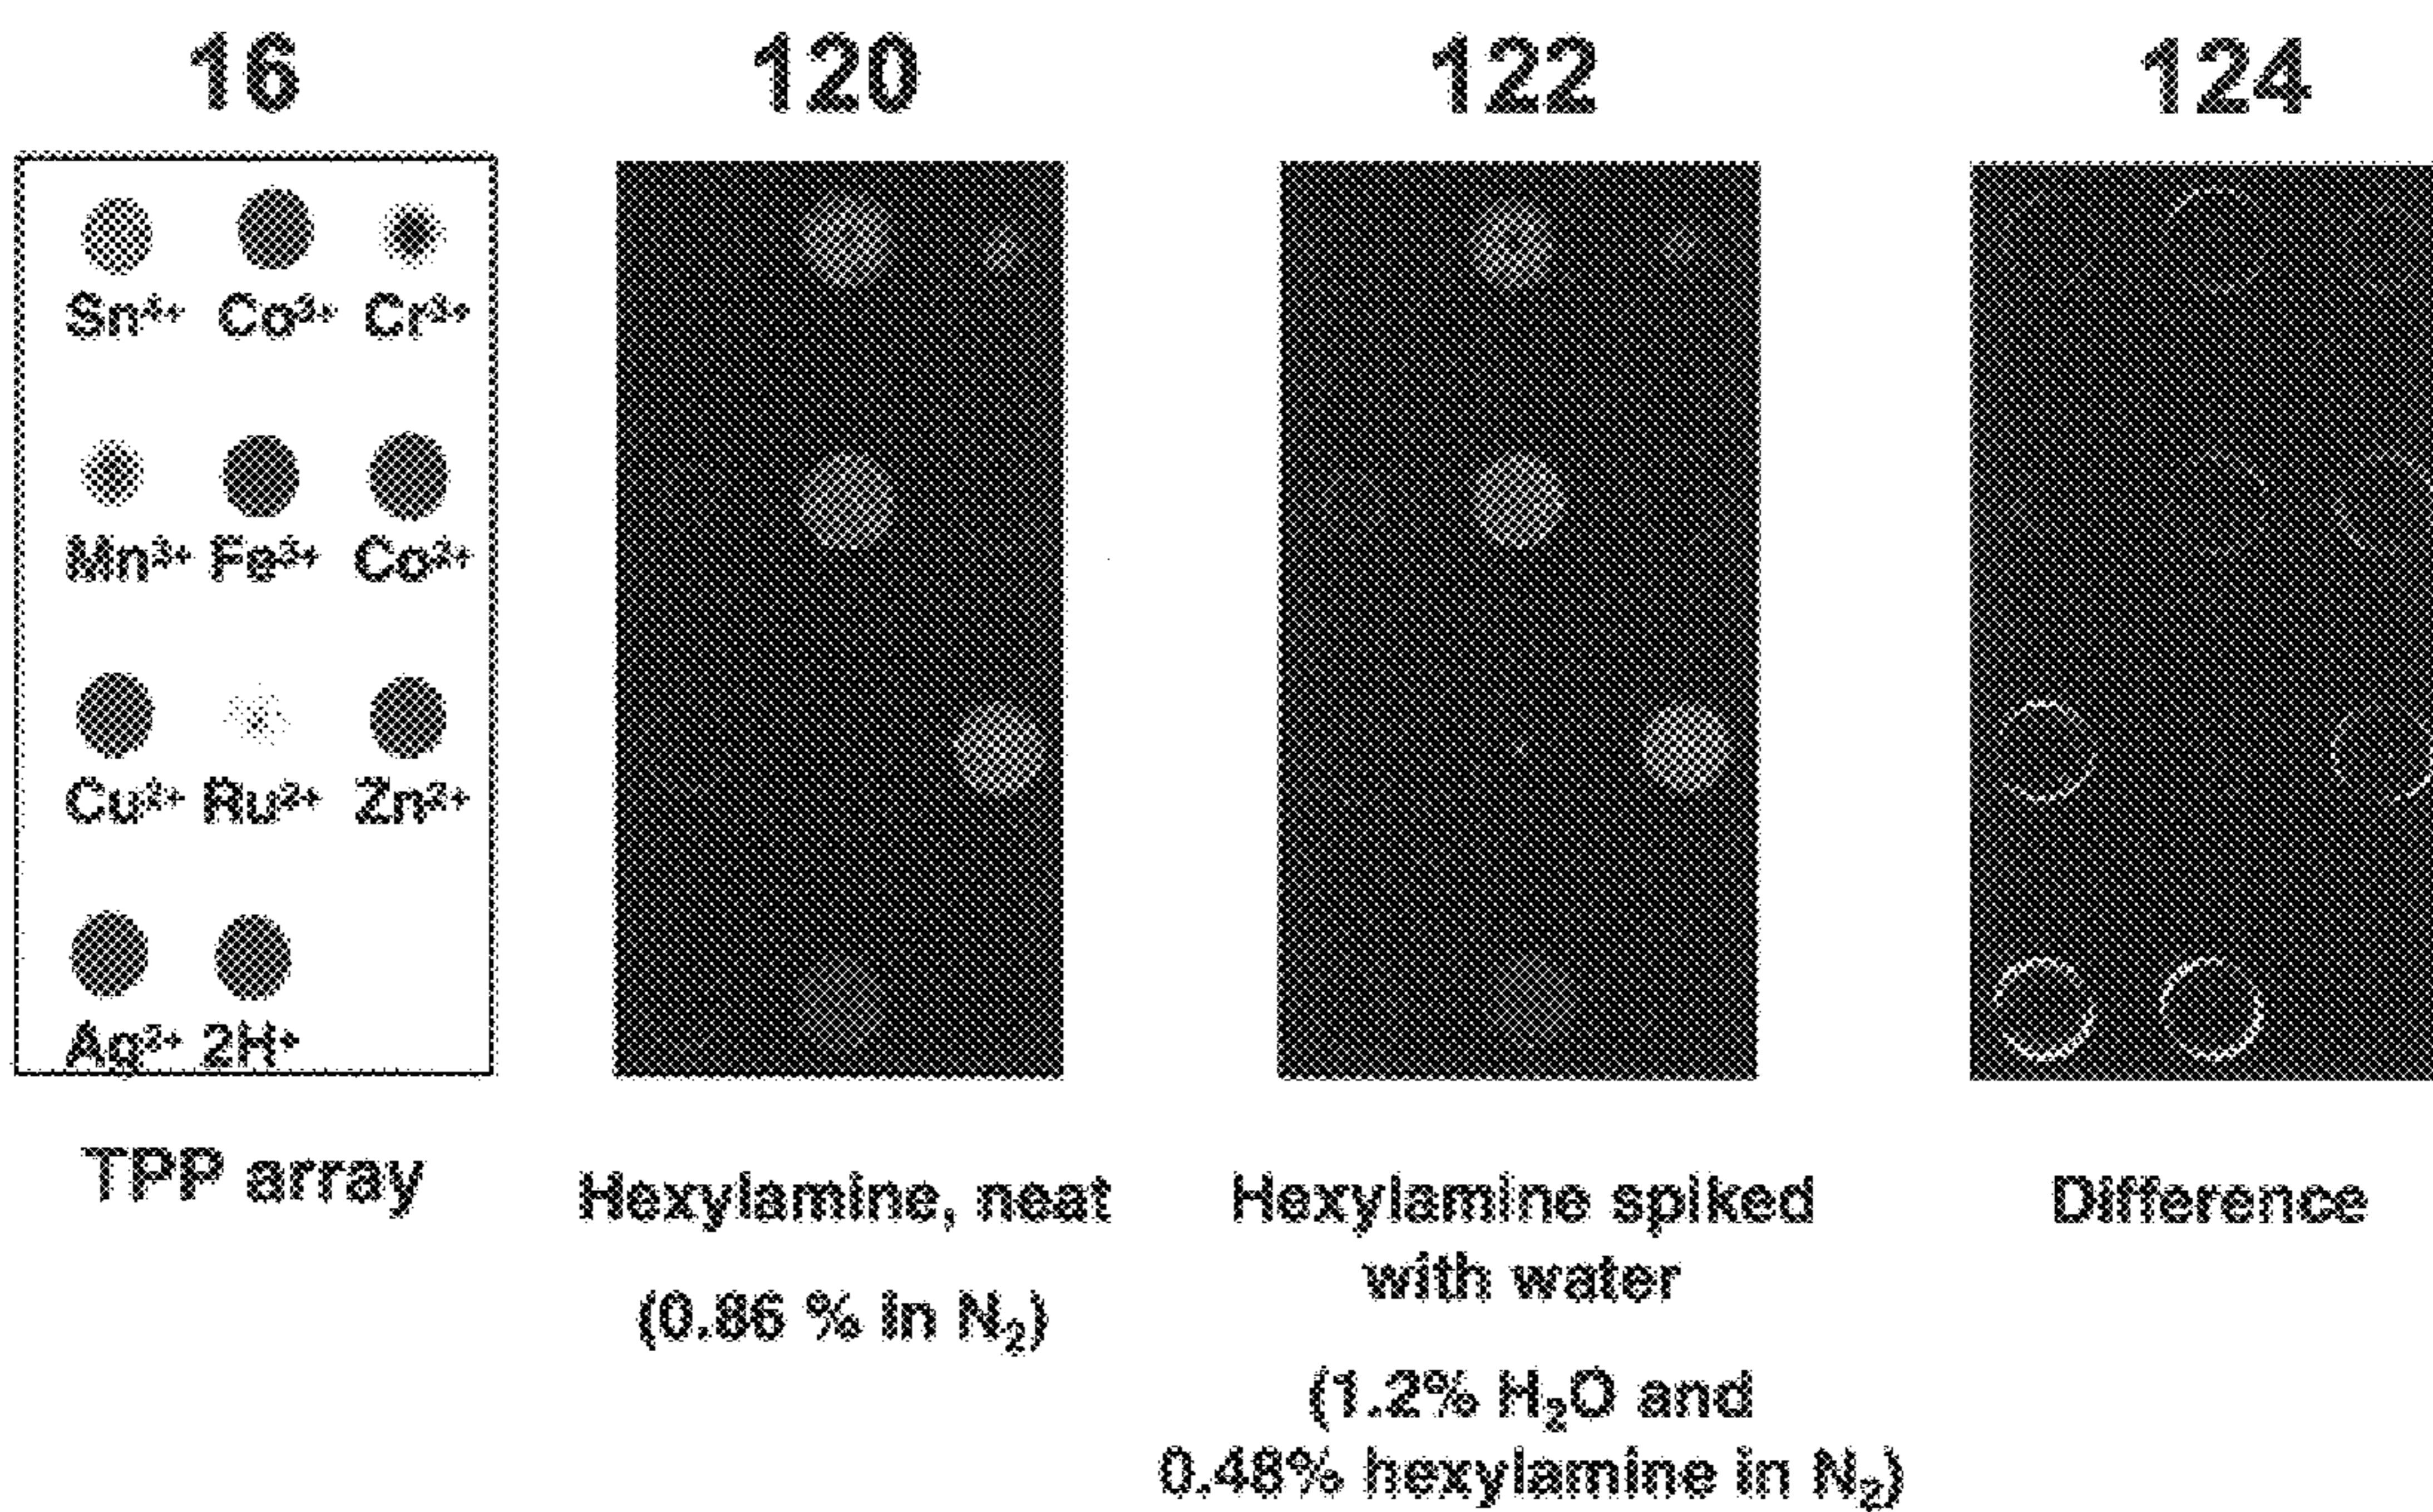 16 120 122 124
Sn⁴⁺ Co³⁺ Cr³⁺
Mn³⁺ Fe³⁺ Co²⁺
Cu²⁺ Ru²⁺ Zn²⁺
Ag²⁺ 2H⁺
TPP array
Hexylamine, neat
(0.86 % in N₂)
Hexylamine spiked
with water
(1.2% H₂O and
0.48% hexylamine in N₂)
Difference